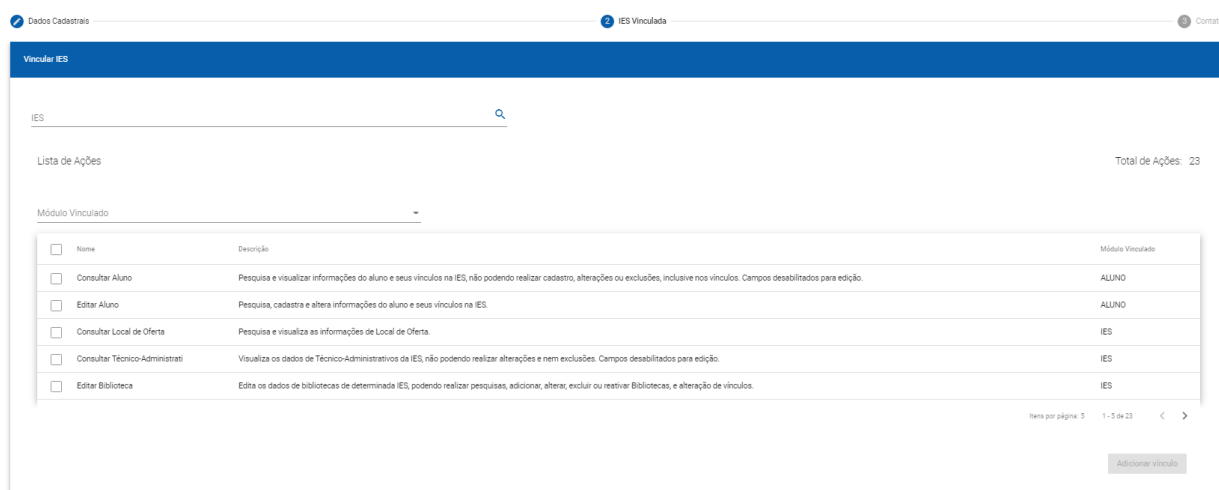 Dados Cadastrais 2 IES Vinculada 3 Contat
Vincular IES
IES
Lista de Ações Total de Ações: 23
Módulo Vinculado
Nome Descrição Módulo Vinculado
Consultar Aluno Pesquisa e visualizar informações do aluno e seus vínculos na IES, não podendo realizar cadastro, alterações ou exclusões, inclusive nos vínculos. Campos desabilitados para edição. ALUNO
Editar Aluno Pesquisa, cadastra e altera informações do aluno e seus vínculos na IES. ALUNO
Consultar Local de Oferta Pesquisa e visualiza as informações de Local de Oferta. IES
Consultar Técnico-Administrati Visualiza os dados de Técnico-Administrativos da IES, não podendo realizar alterações e nem exclusões. Campos desabilitados para edição. IES
Editar Biblioteca Edita os dados de bibliotecas de determinada IES, podendo realizar pesquisas, adicionar, alterar, excluir ou reativar Bibliotecas, e alteração de vínculos. IES
Itens por página: 5 1 - 5 de 23
Adicionar vínculo